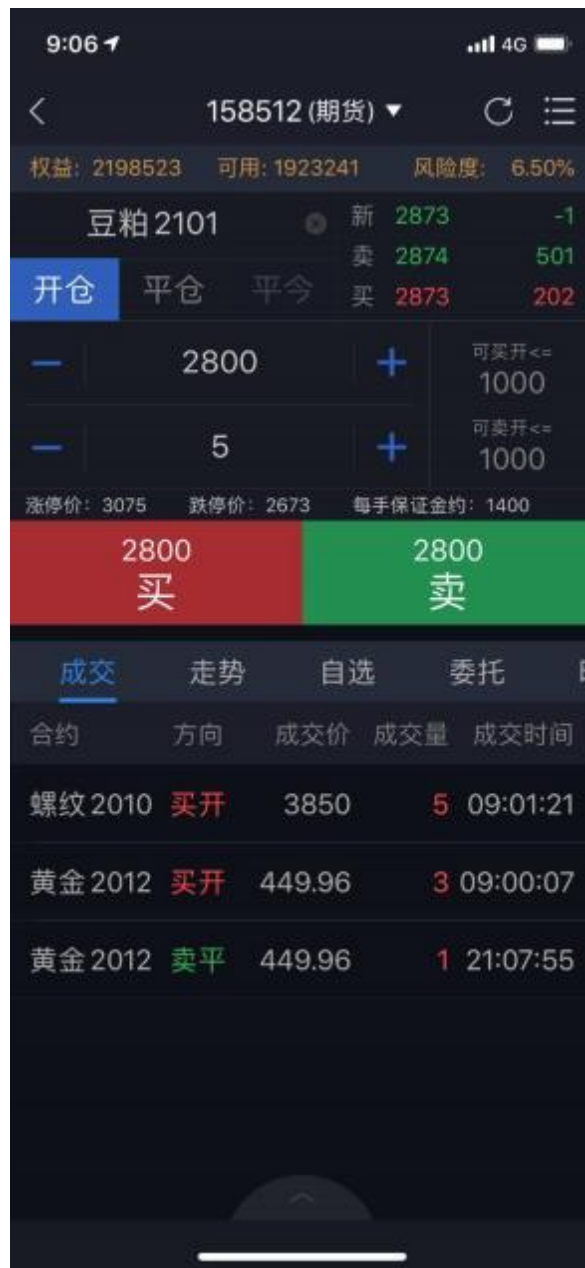 9:06 4G
158512 (期货)
权益: 2198523 可用: 1923241 风险度: 6.50%
豆粕2101 新 2873 -1
卖 2874 501
开仓 平仓 平今 买 2873 202
2800 可买开<= 1000
5 可卖开<= 1000
涨停价: 3075 跌停价: 2673 每手保证金约: 1400
2800 2800
买 卖
成交 走势 自选 委托
合约 方向 成交价 成交量 成交时间
螺纹2010 买开 3850 5 09:01:21
黄金2012 买开 449.96 3 09:00:07
黄金2012 卖平 449.96 1 21:07:55